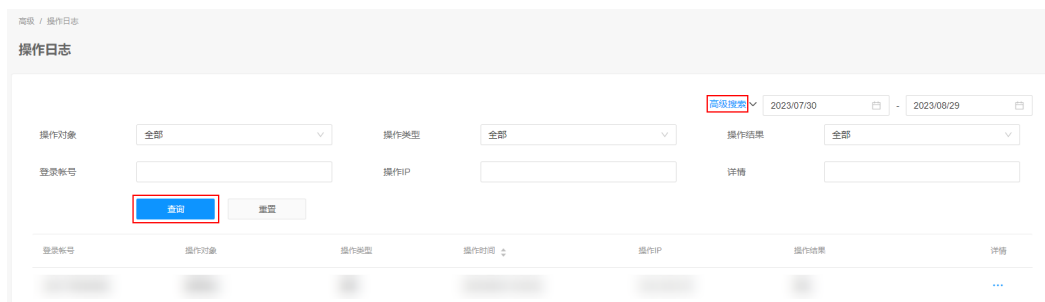 高级 / 操作日志
操作日志
高级搜索 2023/07/30 - 2023/08/29
操作对象 全部 操作类型 全部 操作结果 全部
登录帐号 操作IP 详情
查询 重置
登录帐号 操作对象 操作类型 操作时间 操作IP 操作结果 详情
...